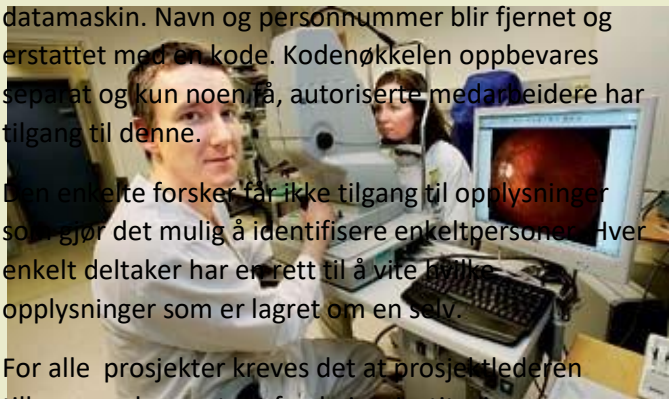 datamaskin. Navn og personnummer blir fjernet og
erstattet med en kode. Kodenøkkelen oppbevares
separat og kun noen få, autoriserte medarbeidere har
tilgang til denne.
Den enkelte forsker får ikke tilgang til opplysninger
som gjør det mulig å identifisere enkeltpersoner. Hver
enkelt deltaker har en rett til å vite hvilke
opplysninger som er lagret om en selv.
For alle prosjekter kreves det at prosjektlederen